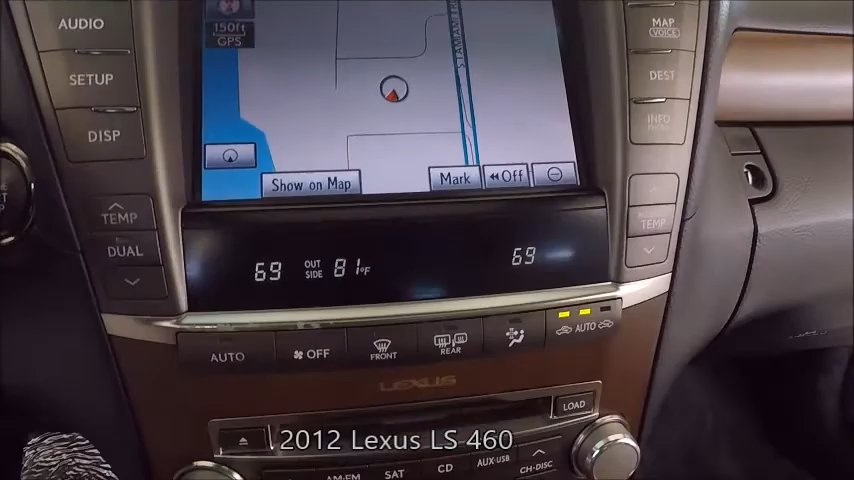 AUDIO
150ft
GPS
STAMPAND
MAP
VOICE
SETUP
DEST
DISP
INFO
PHONE
Show on Map
Mark
Off
TEMP
TEMP
DUAL
69
OUT
SIDE
81°F
69
AUTO
OFF
FRONT
REAR
AUTO
LEXUS
LOAD
2012 Lexus LS 460
AM·FM
SAT
CD
AUX·USB
CH·DISC